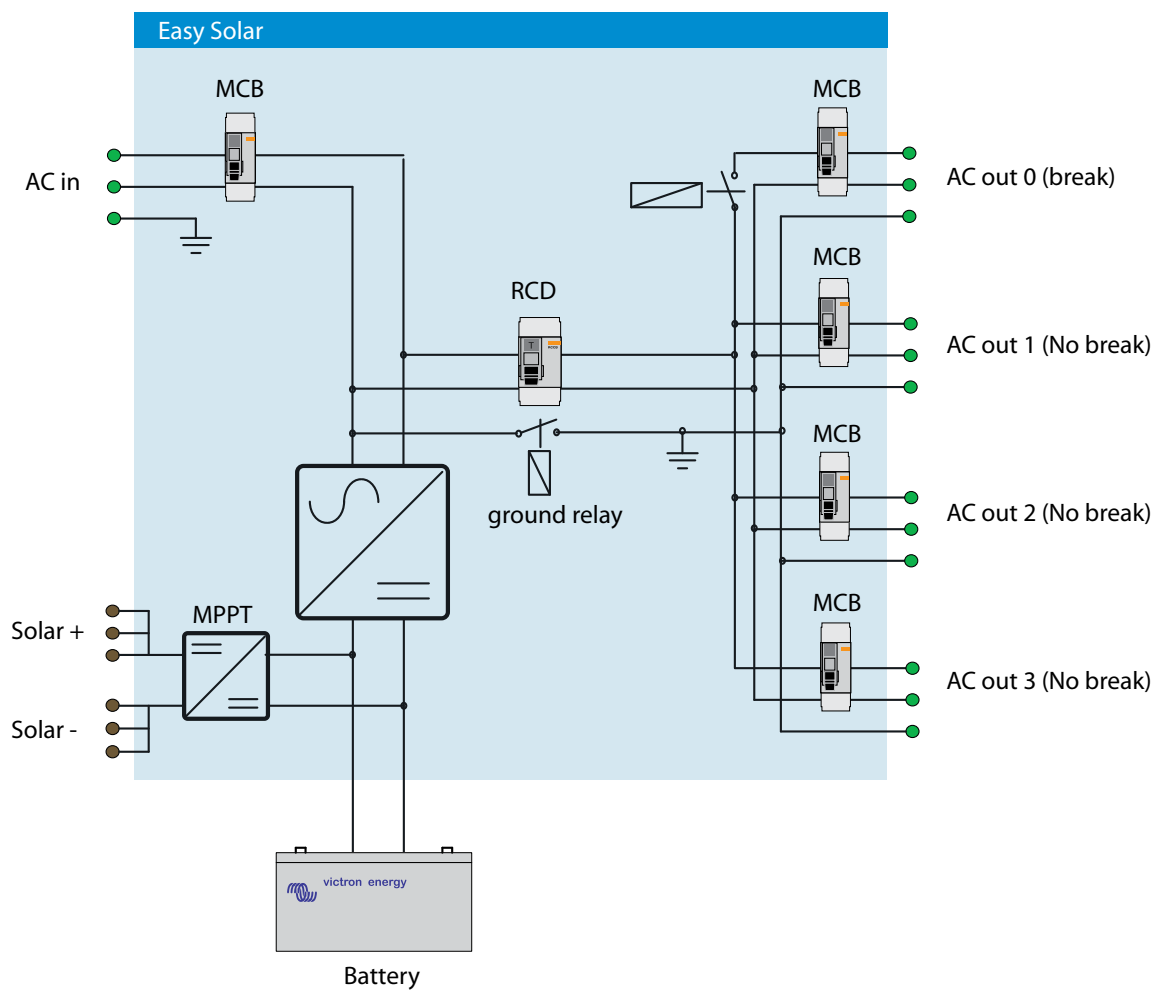 Easy Solar
MCB
MCB
AC in
AC out 0 (break)
MCB
RCD
AC out 1 (No break)
MCB
ground relay
AC out 2 (No break)
MCB
MPPT
Solar +
AC out 3 (No break)
Solar -
victron energy
Battery